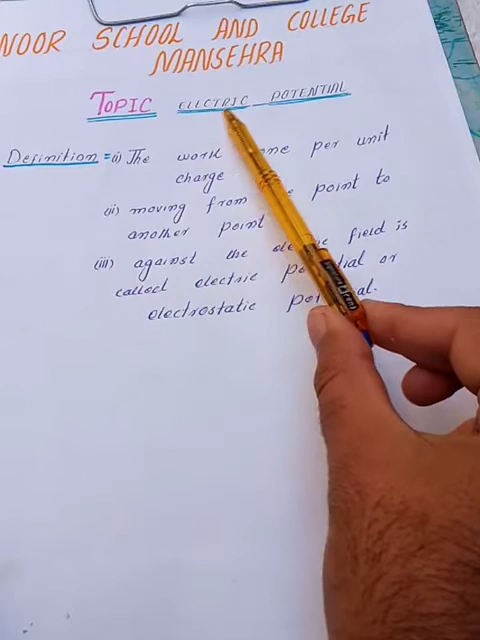 NOOR SCHOOL AND COLLEGE
MANSEHRA
TOPIC ELECTRIC POTENTIAL
Definition = (i) The work per unit
charge
(ii) moving from point to
another point
(iii) against the field is
called electric or
electrostatic